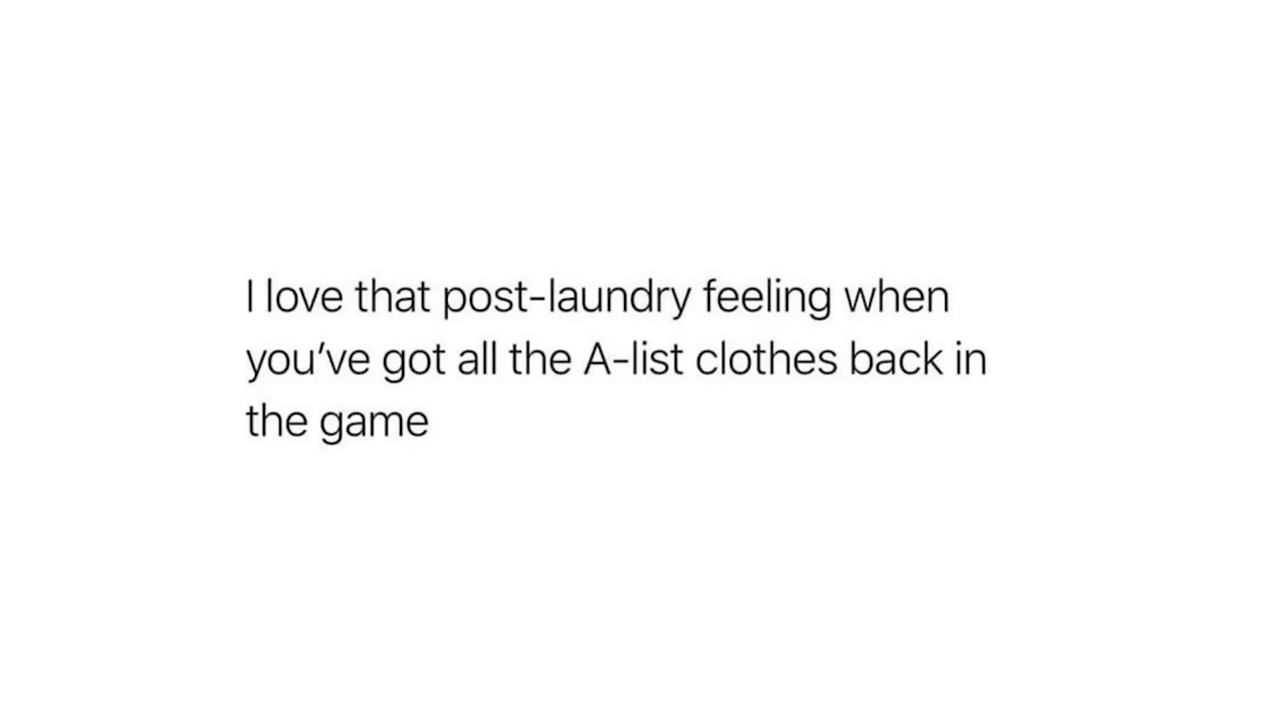 I love that post-laundry feeling when
you've got all the A-list clothes back in
the game